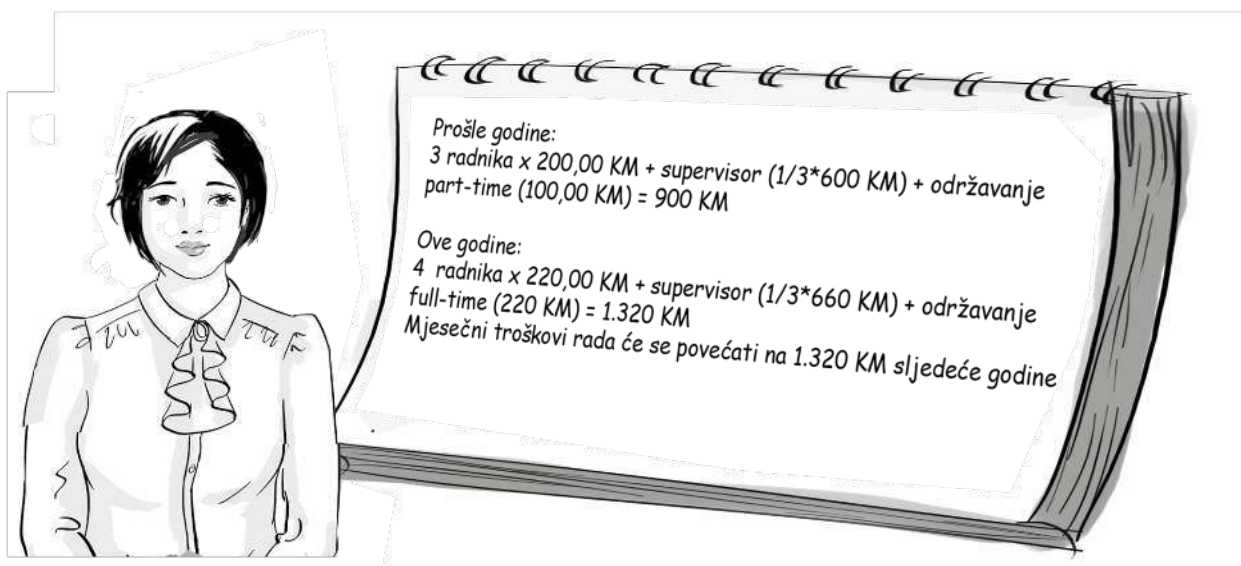 Prošle godine:
3 radnika x 200,00 KM + supervisor (1/3*600 KM) + održavanje
part-time (100,00 KM) = 900 KM
Ove godine:
4 radnika x 220,00 KM + supervisor (1/3*660 KM) + održavanje
full-time (220 KM) = 1.320 KM
Mjesečni troškovi rada će se povećati na 1.320 KM sljedeće godine